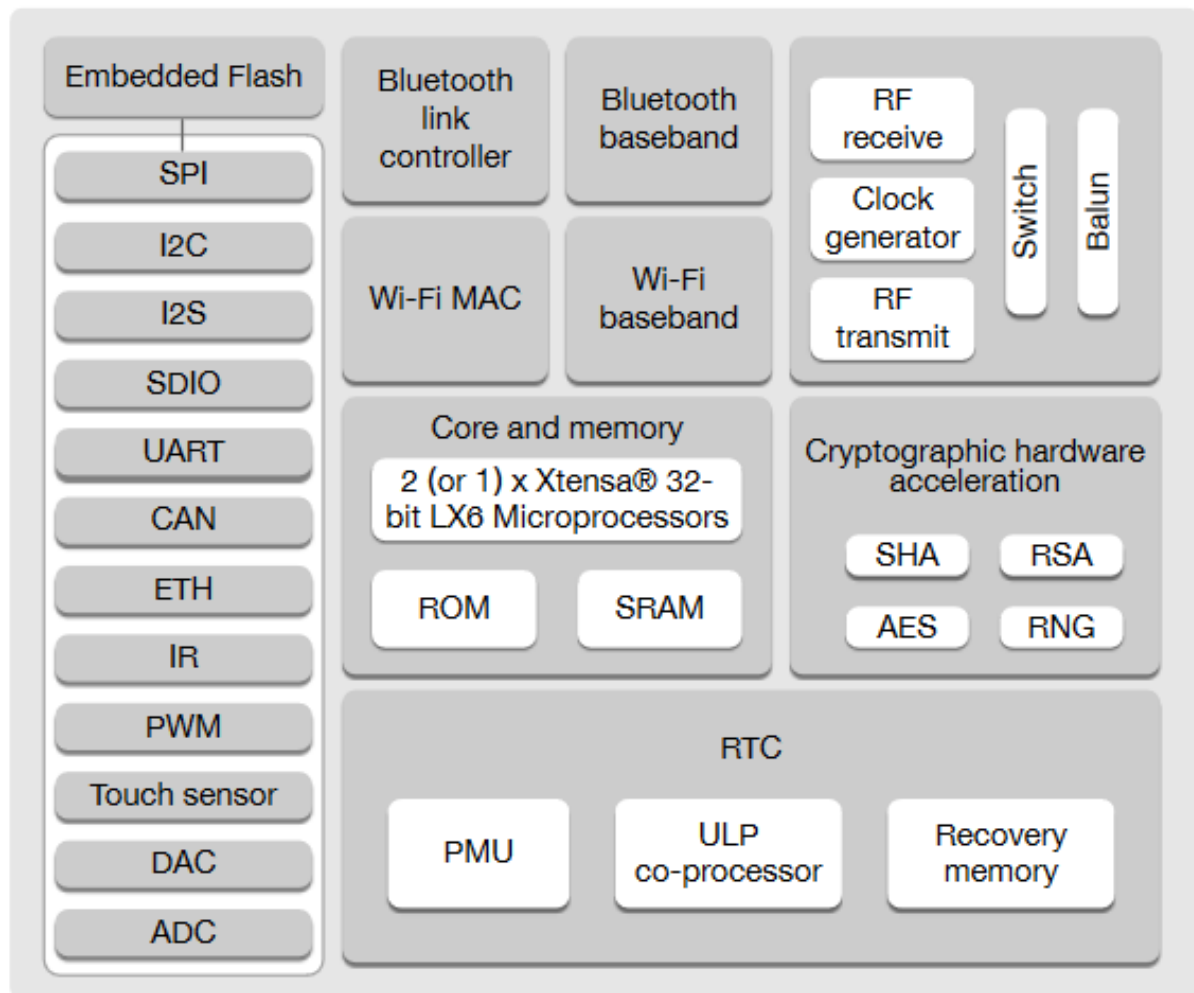 Embedded Flash
SPI
I2C
I2S
SDIO
UART
CAN
ETH
IR
PWM
Touch sensor
DAC
ADC
Bluetooth
link
controller
Bluetooth
baseband
Wi-Fi MAC
Wi-Fi
baseband
RF
receive
Clock
generator
RF
transmit
Switch
Balun
Core and memory
2 (or 1) x Xtensa® 32-
bit LX6 Microprocessors
ROM
SRAM
Cryptographic hardware
acceleration
SHA
RSA
AES
RNG
RTC
PMU
ULP
co-processor
Recovery
memory